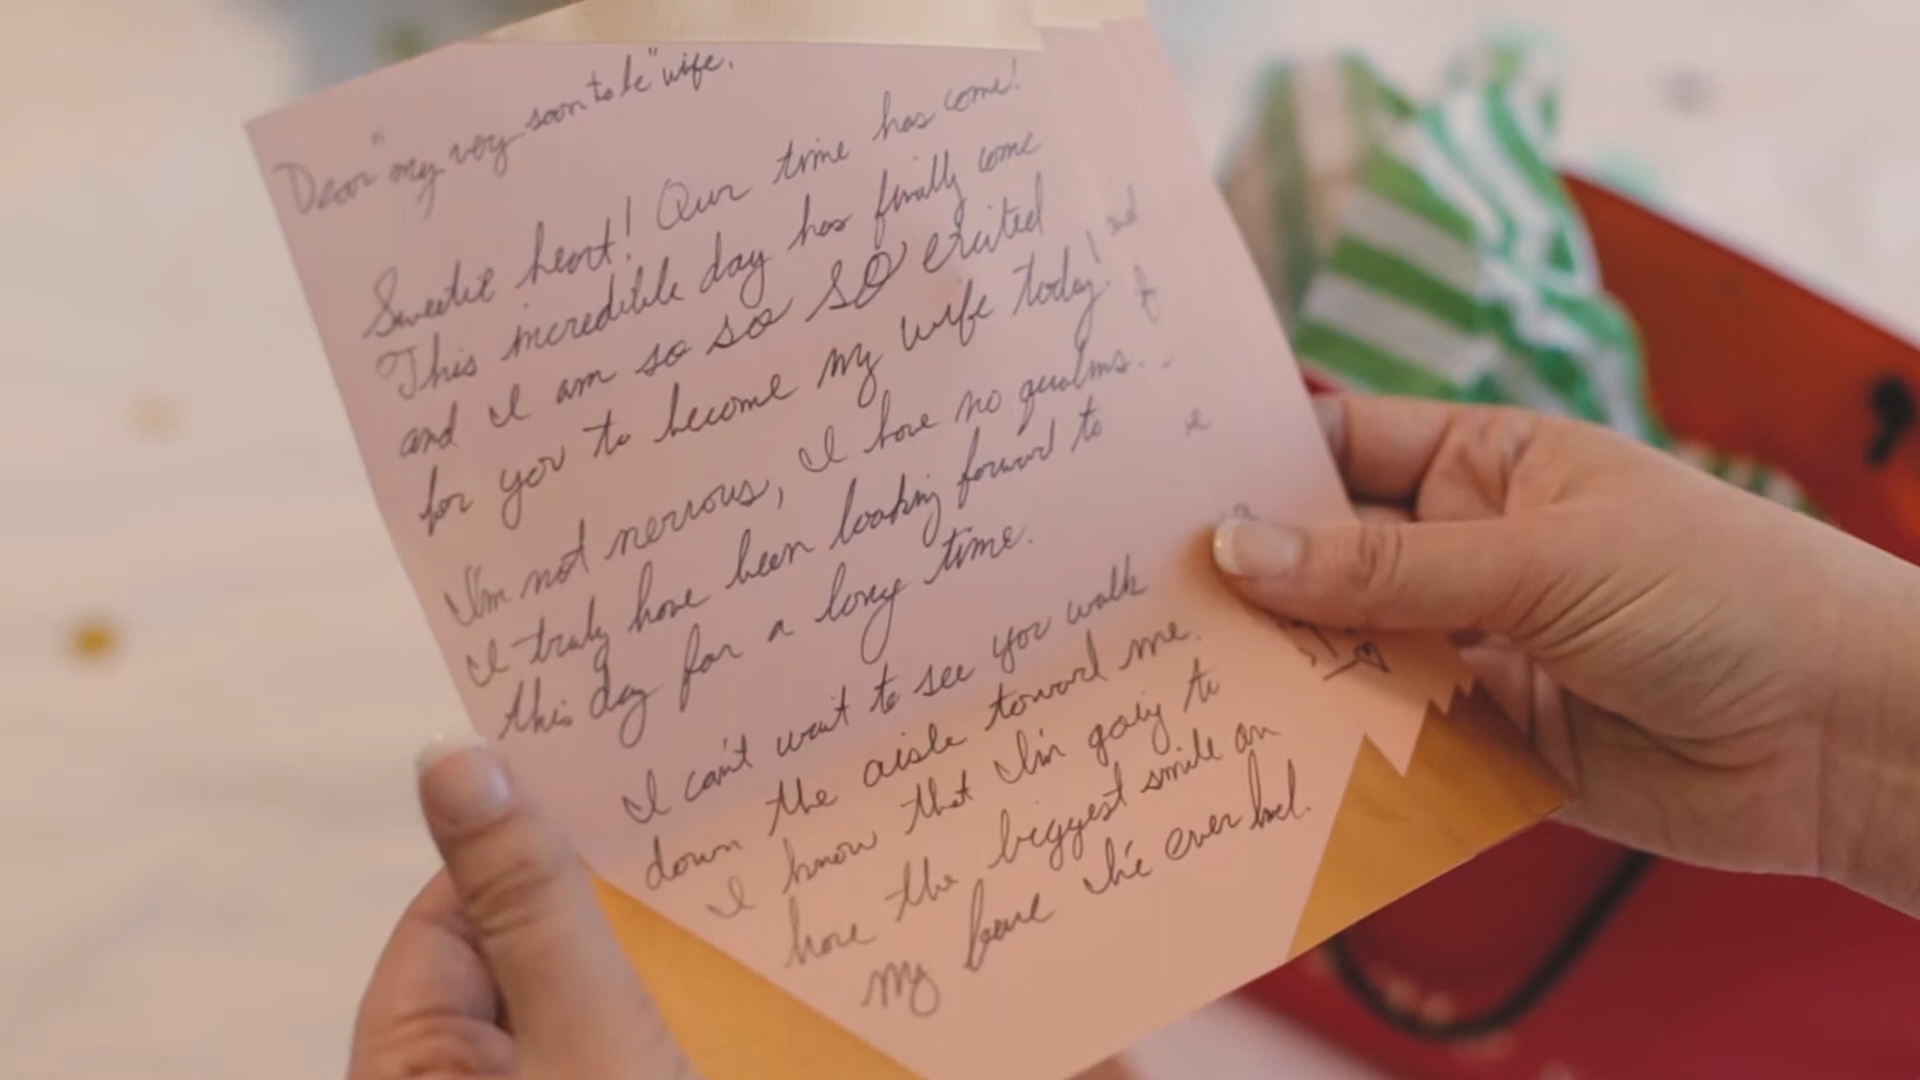 Dear "my very soon to be" wife,
Sweetie heart! Our time has come!
This incredible day has finally come
and I am so so so excited
for you to become my wife today!
I'm not nervous, I have no qualms.
I truly have been looking forward to
this day for a long time.
I can't wait to see you walk
down the aisle toward me.
I know that I'm going to
have the biggest smile on
my face I've ever had.